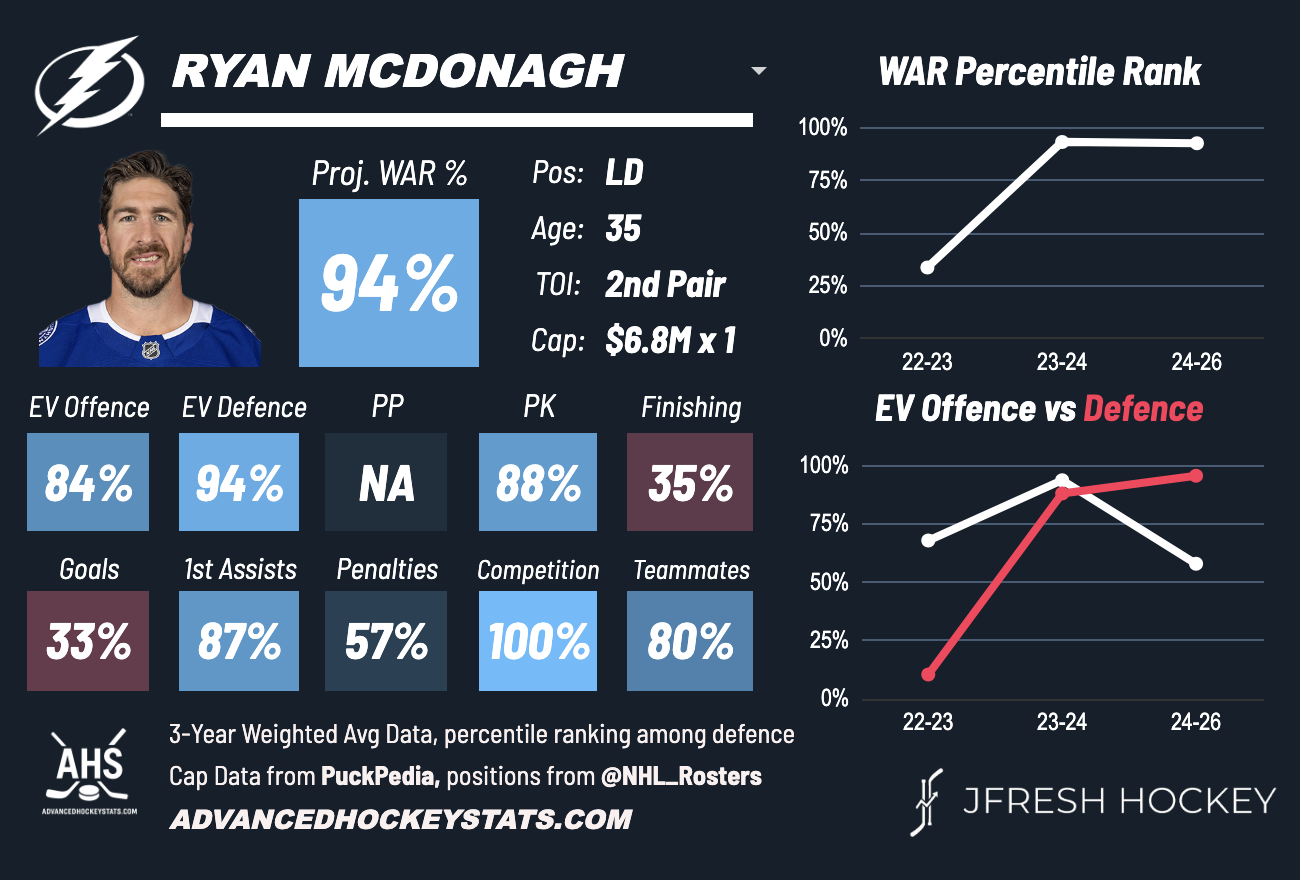 RYAN MCDONAGH
Proj. WAR %
94%
Pos: LD
Age: 35
TOI: 2nd Pair
Cap: $6.8M x 1
EV Offence EV Defence PP PK Finishing
84% 94% NA 88% 35%
Goals 1st Assists Penalties Competition Teammates
33% 87% 57% 100% 80%
WAR Percentile Rank
100%
75%
50%
25%
0%
22-23 23-24 24-26
EV Offence vs Defence
100%
75%
50%
25%
0%
22-23 23-24 24-26
AHS
ADVANCEDHOCKEYSTATS.COM
3-Year Weighted Avg Data, percentile ranking among defence
Cap Data from PuckPedia, positions from @NHL_Rosters
ADVANCEDHOCKEYSTATS.COM
JFRESH HOCKEY